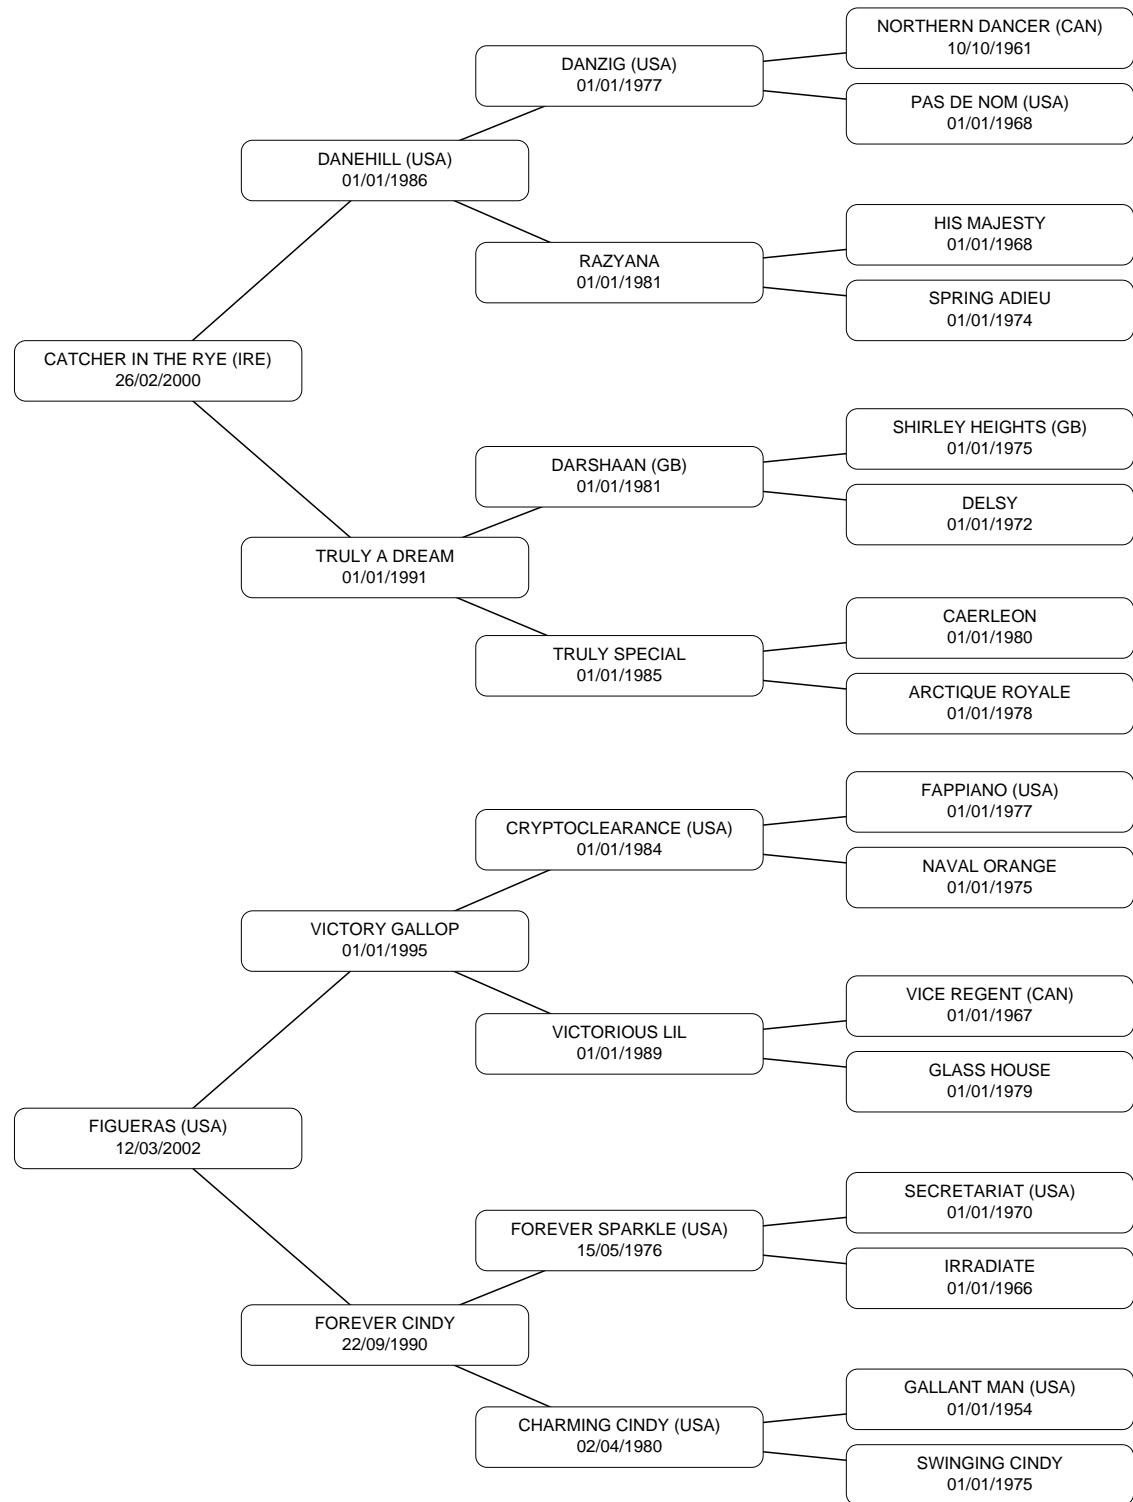 NORTHERN DANCER (CAN)
10/10/1961
DANZIG (USA)
01/01/1977
PAS DE NOM (USA)
01/01/1968
DANEHILL (USA)
01/01/1986
HIS MAJESTY
01/01/1968
RAZYANA
01/01/1981
SPRING ADIEU
01/01/1974
CATCHER IN THE RYE (IRE)
26/02/2000
SHIRLEY HEIGHTS (GB)
01/01/1975
DARSHAAN (GB)
01/01/1981
DELSY
01/01/1972
TRULY A DREAM
01/01/1991
CAERLEON
01/01/1980
TRULY SPECIAL
01/01/1985
ARCTIQUE ROYALE
01/01/1978
FAPPIANO (USA)
01/01/1977
CRYPTOCLEARANCE (USA)
01/01/1984
NAVAL ORANGE
01/01/1975
VICTORY GALLOP
01/01/1995
VICE REGENT (CAN)
01/01/1967
VICTORIOUS LIL
01/01/1989
GLASS HOUSE
01/01/1979
FIGUERAS (USA)
12/03/2002
SECRETARIAT (USA)
01/01/1970
FOREVER SPARKLE (USA)
15/05/1976
IRRADIATE
01/01/1966
FOREVER CINDY
22/09/1990
GALLANT MAN (USA)
01/01/1954
CHARMING CINDY (USA)
02/04/1980
SWINGING CINDY
01/01/1975